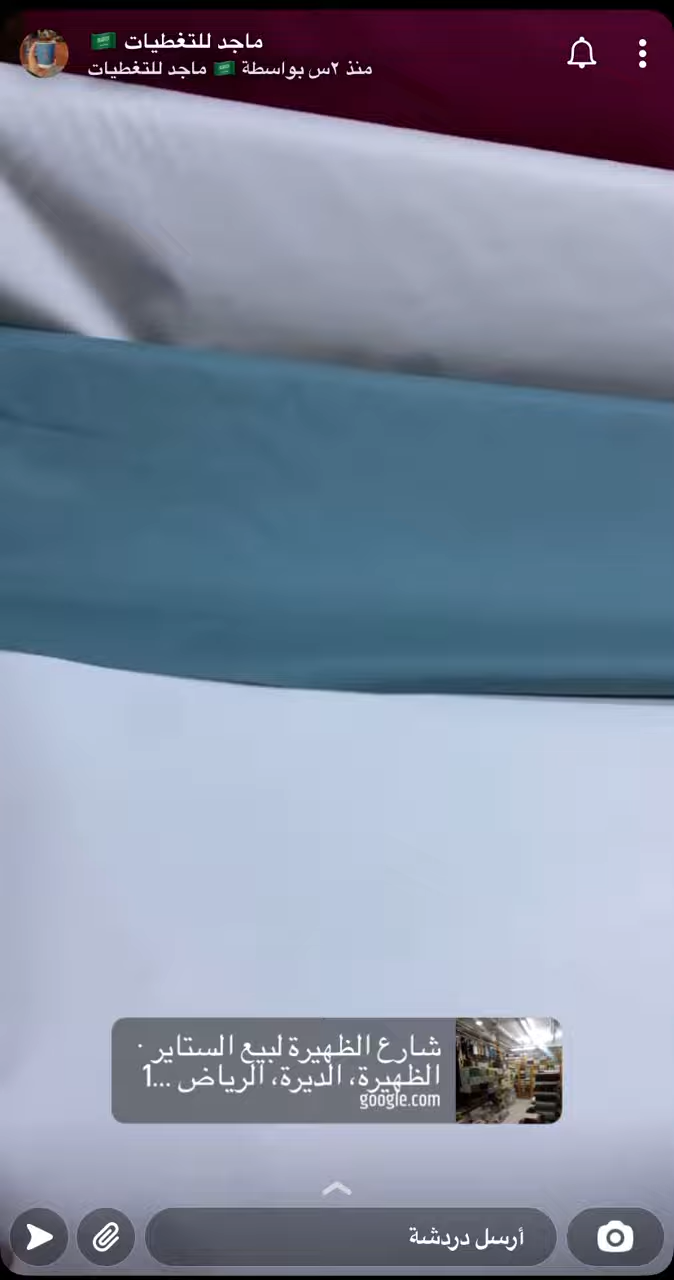 ماجد للتغطيات 🇸🇦
منذ ٢س بواسطة 🇸🇦 ماجد للتغطيات
شارع الظهيرة لبيع الستاير ·
الظهيرة، الديرة، الرياض 1...
google.com
أرسل دردشة